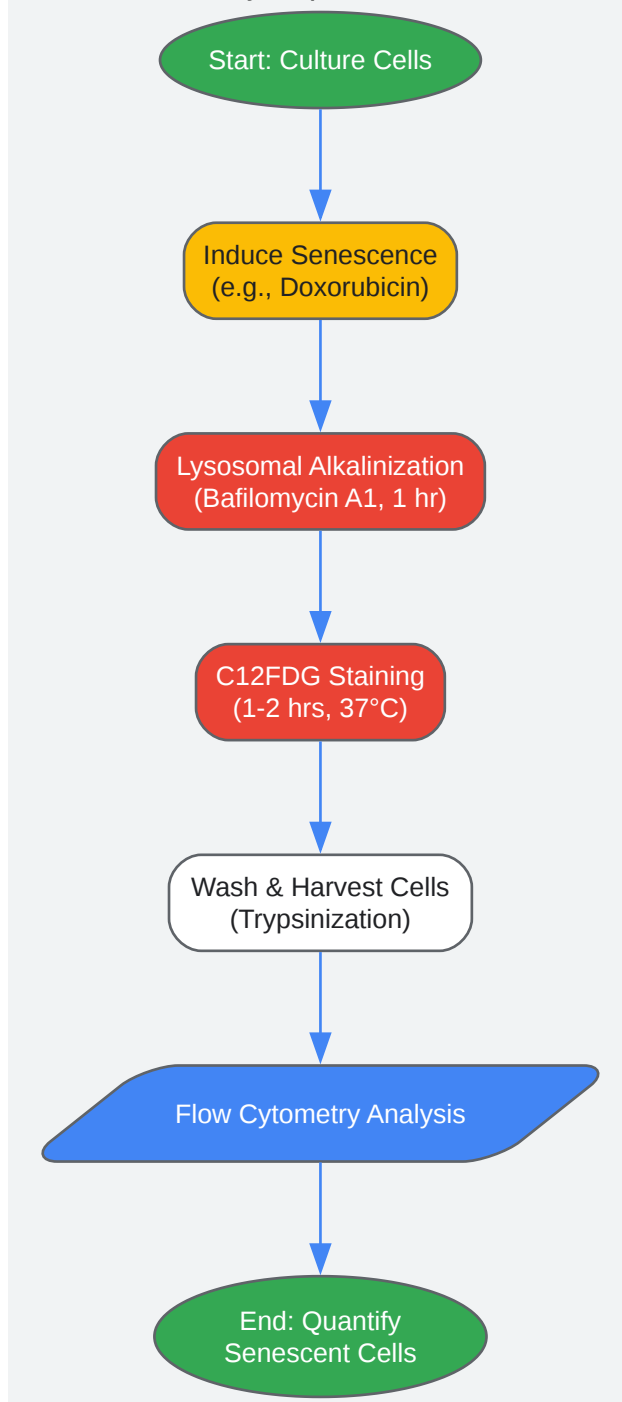 Start: Culture Cells
Induce Senescence
(e.g., Doxorubicin)
Lysosomal Alkalinization
(Bafilomycin A1, 1 hr)
C12FDG Staining
(1-2 hrs, 37°C)
Wash & Harvest Cells
(Trypsinization)
Flow Cytometry Analysis
End: Quantify
Senescent Cells